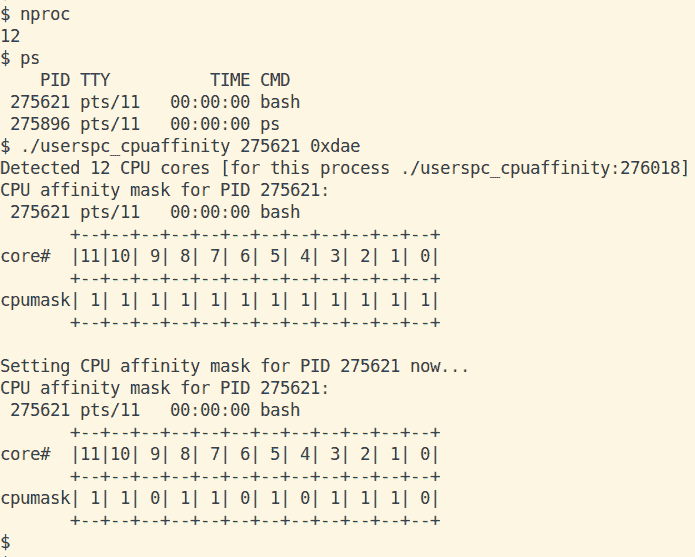 $ nproc
12
$ ps
    PID TTY          TIME CMD
 275621 pts/11   00:00:00 bash
 275896 pts/11   00:00:00 ps
$ ./userspc_cpuaffinity 275621 0xdae
Detected 12 CPU cores [for this process ./userspc_cpuaffinity:276018]
CPU affinity mask for PID 275621:
 275621 pts/11   00:00:00 bash
       +--+--+--+--+--+--+--+--+--+--+--+--+
core#  |11|10| 9| 8| 7| 6| 5| 4| 3| 2| 1| 0|
       +--+--+--+--+--+--+--+--+--+--+--+--+
cpumask| 1| 1| 1| 1| 1| 1| 1| 1| 1| 1| 1| 1|
       +--+--+--+--+--+--+--+--+--+--+--+--+

Setting CPU affinity mask for PID 275621 now...
CPU affinity mask for PID 275621:
 275621 pts/11   00:00:00 bash
       +--+--+--+--+--+--+--+--+--+--+--+--+
core#  |11|10| 9| 8| 7| 6| 5| 4| 3| 2| 1| 0|
       +--+--+--+--+--+--+--+--+--+--+--+--+
cpumask| 1| 1| 0| 1| 1| 0| 1| 0| 1| 1| 1| 0|
       +--+--+--+--+--+--+--+--+--+--+--+--+
$